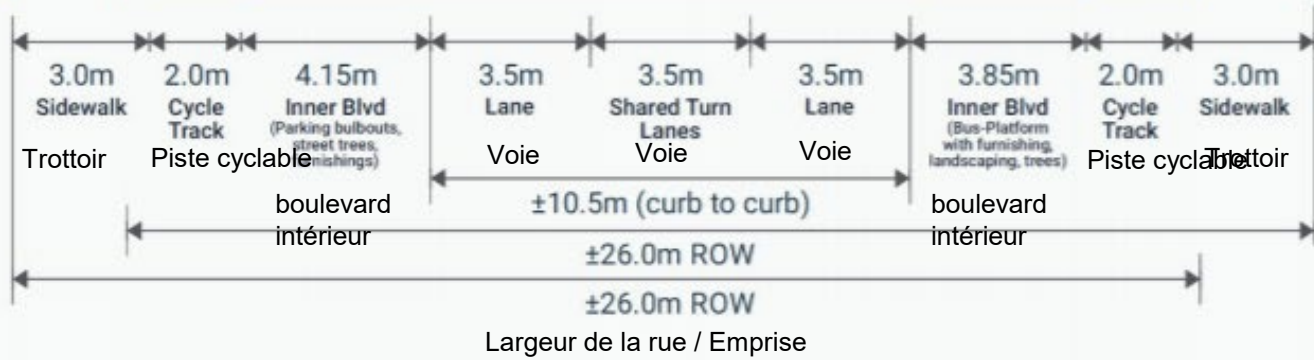 3.0m 2.0m 4.15m 3.5m 3.5m 3.5m 3.85m 2.0m 3.0m
Sidewalk
Cycle
Track
Inner Blvd
(Parking bulbouts,
street trees,
furnishings)
Lane
Shared Turn
Lanes
Lane
Inner Blvd
(Bus-Platform
with furnishing,
landscaping, trees)
Cycle
Track
Sidewalk
Trottoir
Piste cyclable
Voie
Voie
Voie
Piste cyclable
Trottoir
±10.5m (curb to curb)
boulevard
intérieur
boulevard
intérieur
±26.0m ROW
±26.0m ROW
Largeur de la rue / Emprise